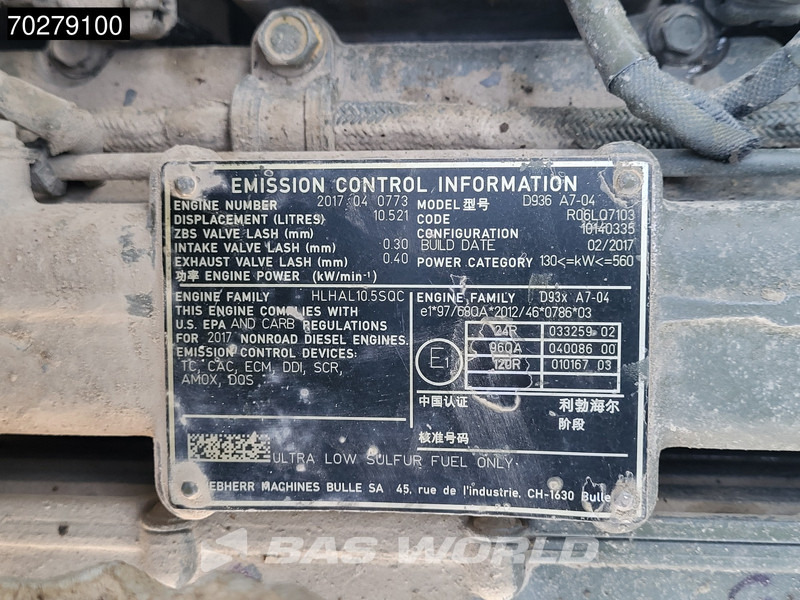 70279100
EMISSION CONTROL INFORMATION
ENGINE NUMBER 2017 04 0773
DISPLACEMENT (LITRES) 10.521
ZBS VALVE LASH (mm)
INTAKE VALVE LASH (mm) 0.30
EXHAUST VALVE LASH (mm) 0.40
功率 ENGINE POWER (kW/min-1)
MODEL 型号 D936 A7-04
CODE R06LQ7103
CONFIGURATION 10140335
BUILD DATE 02/2017
POWER CATEGORY 130<=kW<=560
ENGINE FAMILY HLHAL10.5SQC
THIS ENGINE COMPLIES WITH
U.S. EPA AND CARB REGULATIONS
FOR 2017 NONROAD DIESEL ENGINES.
EMISSION CONTROL DEVICES:
TC, CAC, ECM, DDI, SCR,
AMOX, DQS
ENGINE FAMILY D93x A7-04
e1*97/68QA*2012/46*0786*03
E1
24R 033259 02
96QA 040086 00
120R 010167 03
中国认证 利勃海尔
阶段
核准号码
ULTRA LOW SULFUR FUEL ONLY
LIEBHERR MACHINES BULLE SA 45, rue de l'industrie, CH-1630 Bulle
BAS WORLD